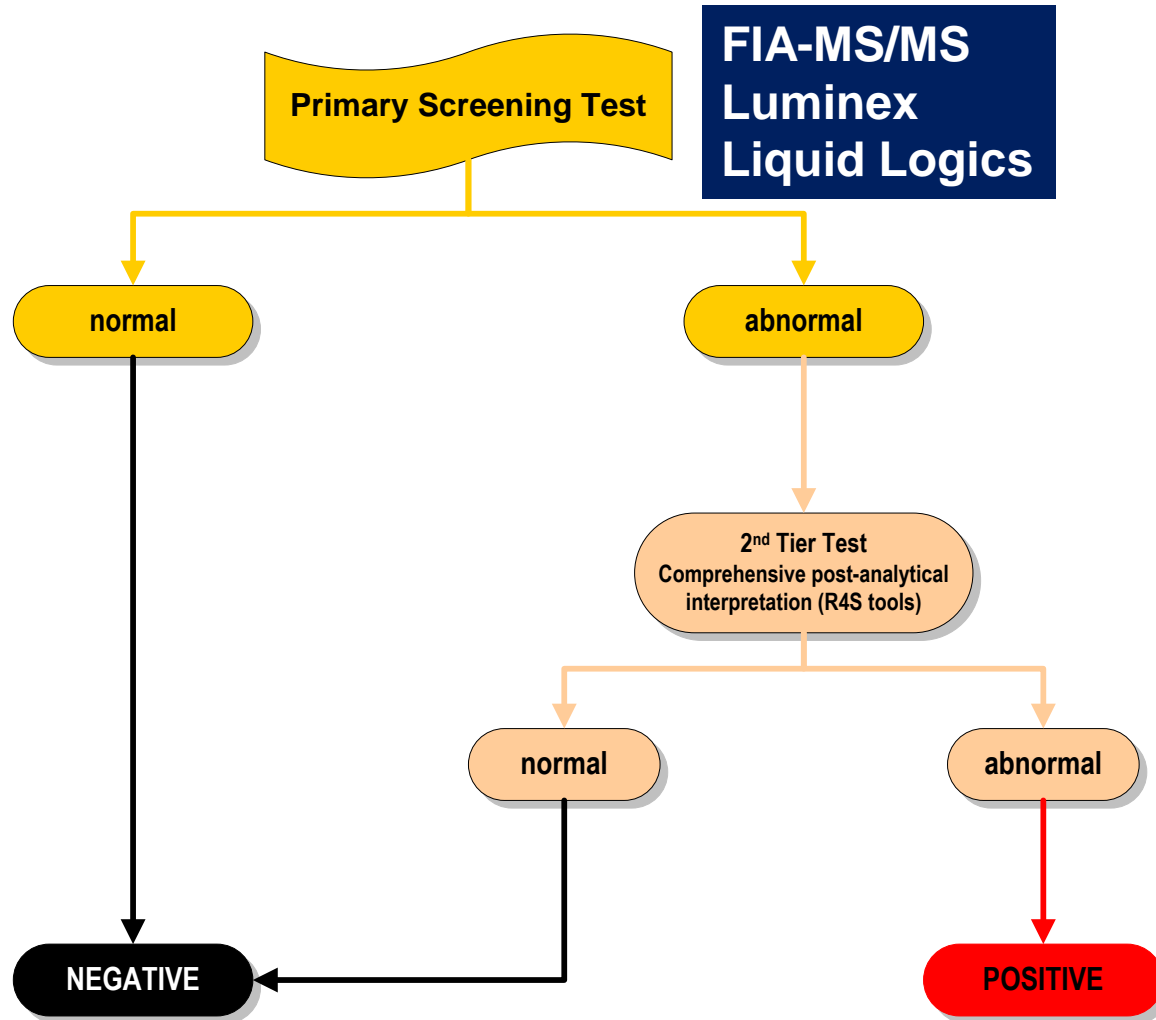 Primary Screening Test
FIA-MS/MS
Luminex
Liquid Logics
normal
abnormal
2nd Tier Test
Comprehensive post-analytical
interpretation (R4S tools)
normal
abnormal
NEGATIVE
POSITIVE